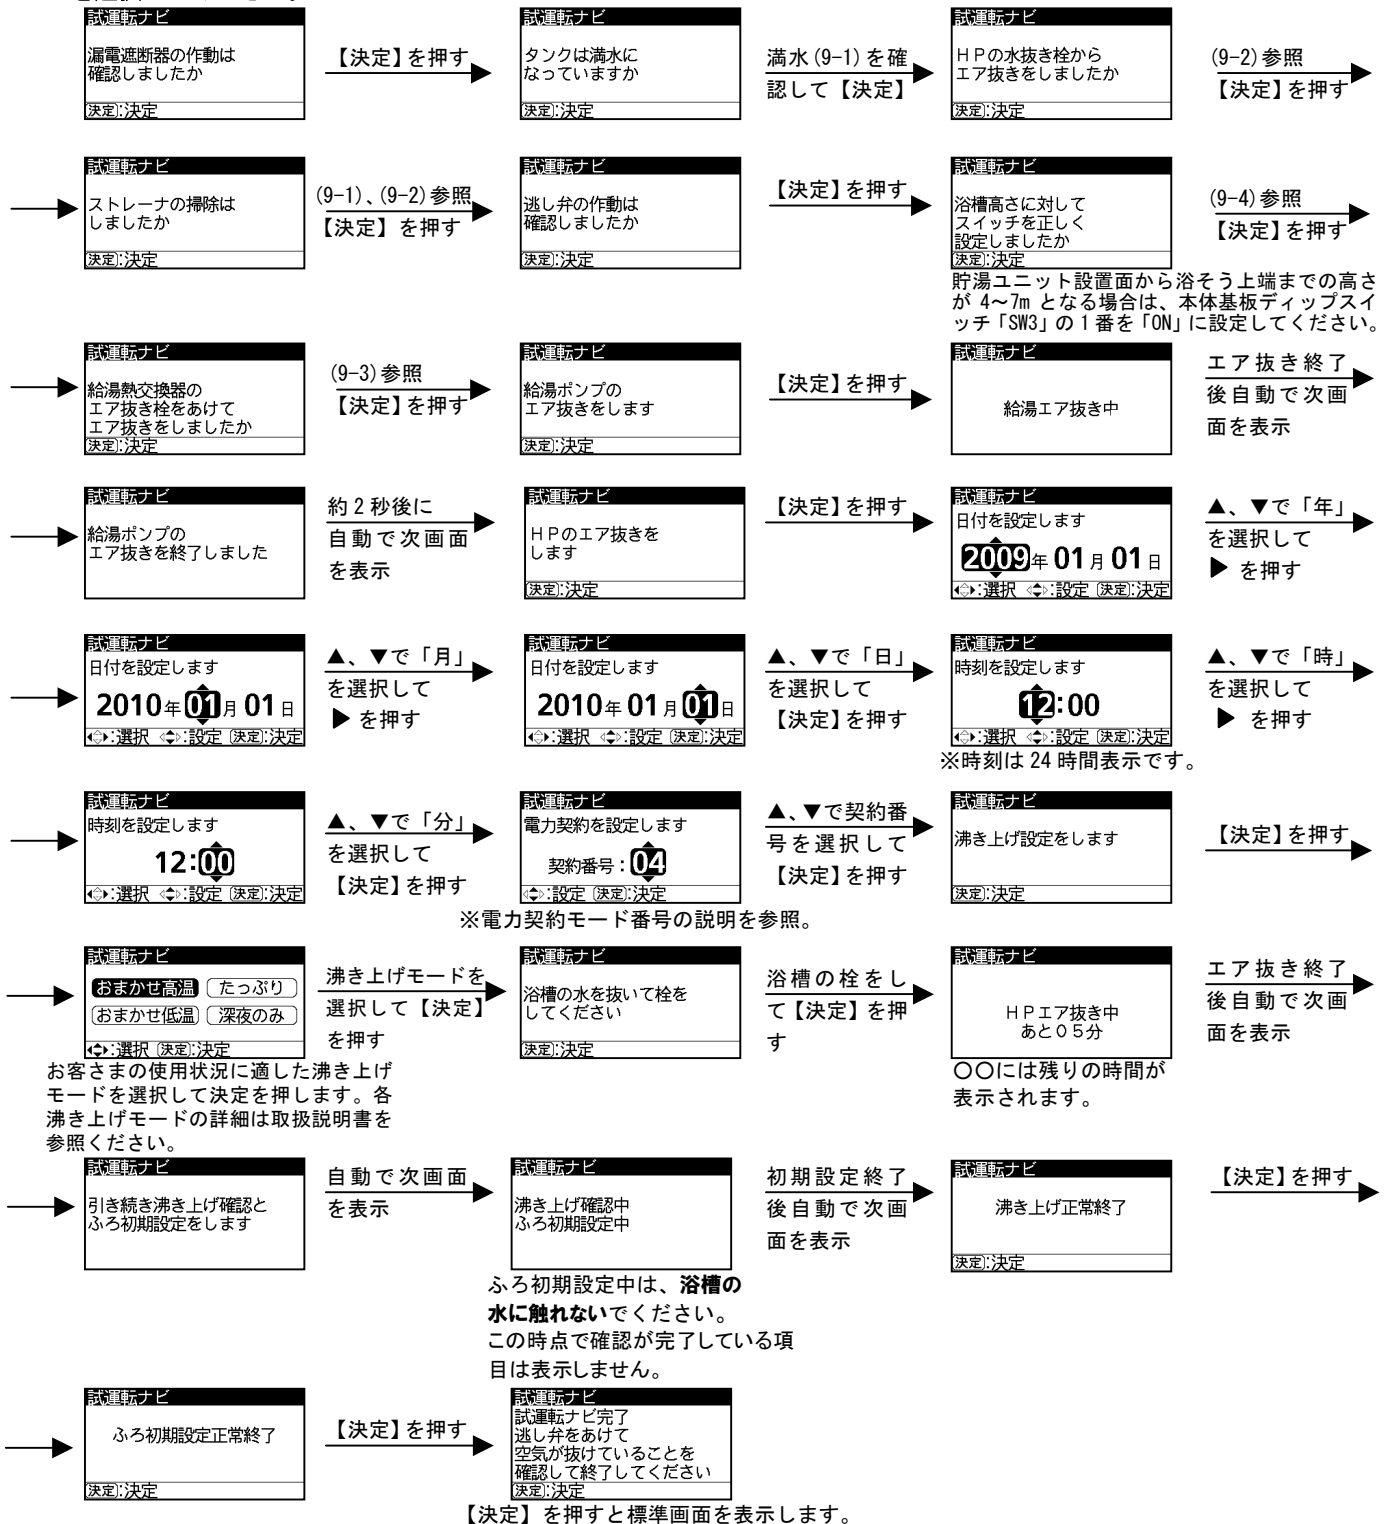 試運転ナビ
漏電遮断器の作動は
確認しましたか
決定:決定
【決定】を押す
試運転ナビ
タンクは満水に
なっていますか
決定:決定
満水(9-1)を確
認して【決定】
試運転ナビ
HPの水抜き栓から
エア抜きをしましたか
決定:決定
(9-2)参照
【決定】を押す
試運転ナビ
ストレーナの掃除は
しましたか
決定:決定
(9-1)、(9-2)参照
【決定】を押す
試運転ナビ
逃し弁の作動は
確認しましたか
決定:決定
【決定】を押す
試運転ナビ
浴槽高さに対して
スイッチを正しく
設定しましたか
決定:決定
(9-4)参照
【決定】を押す
貯湯ユニット設置面から浴そう上端までの高さ
が 4~7m となる場合は、本体基板ディップスイ
ッチ「SW3」の1番を「ON」に設定してください。
試運転ナビ
給湯熱交換器の
エア抜き栓をあけて
エア抜きをしましたか
決定:決定
(9-3)参照
【決定】を押す
試運転ナビ
給湯ポンプの
エア抜きをします
決定:決定
【決定】を押す
試運転ナビ
給湯エア抜き中
エア抜き終了
後自動で次画
面を表示
試運転ナビ
給湯ポンプの
エア抜きを終了しました
約2秒後に
自動で次画面
を表示
試運転ナビ
HPのエア抜きを
します
決定:決定
【決定】を押す
試運転ナビ
日付を設定します
2009年01月01日
:選択 :設定 決定:決定
▲、▼で「年」
を選択して
▶ を押す
試運転ナビ
日付を設定します
2010年01月01日
:選択 :設定 決定:決定
▲、▼で「月」
を選択して
▶ を押す
試運転ナビ
日付を設定します
2010年01月01日
:選択 :設定 決定:決定
▲、▼で「日」
を選択して
【決定】を押す
試運転ナビ
時刻を設定します
12:00
:選択 :設定 決定:決定
※時刻は24時間表示です。
▲、▼で「時」
を選択して
▶ を押す
試運転ナビ
時刻を設定します
12:00
:選択 :設定 決定:決定
▲、▼で「分」
を選択して
【決定】を押す
試運転ナビ
電力契約を設定します
契約番号:04
:設定 決定:決定
※電力契約モード番号の説明を参照。
▲、▼で契約番
号を選択して
【決定】を押す
試運転ナビ
沸き上げ設定をします
決定:決定
【決定】を押す
試運転ナビ
おまかせ高温 たっぷり
おまかせ低温 深夜のみ
:選択 決定:決定
お客さまの使用状況に適した沸き上げ
モードを選択して決定を押します。各
沸き上げモードの詳細は取扱説明書を
参照ください。
沸き上げモードを
選択して【決定】
を押す
試運転ナビ
浴槽の水を抜いて栓を
してください
決定:決定
浴槽の栓をし
て【決定】を押
す
試運転ナビ
HPエア抜き中
あと05分
〇〇には残りの時間が
表示されます。
エア抜き終了
後自動で次画
面を表示
試運転ナビ
引き続き沸き上げ確認と
ふろ初期設定をします
自動で次画面
を表示
試運転ナビ
沸き上げ確認中
ふろ初期設定中
ふろ初期設定中は、浴槽の
水に触れないでください。
この時点で確認が完了している項
目は表示しません。
初期設定終了
後自動で次画
面を表示
試運転ナビ
沸き上げ正常終了
決定:決定
【決定】を押す
試運転ナビ
ふろ初期設定正常終了
決定:決定
【決定】を押す
試運転ナビ
試運転ナビ完了
逃し弁をあけて
空気が抜けていることを
確認して終了してください
決定:決定
【決定】を押すと標準画面を表示します。